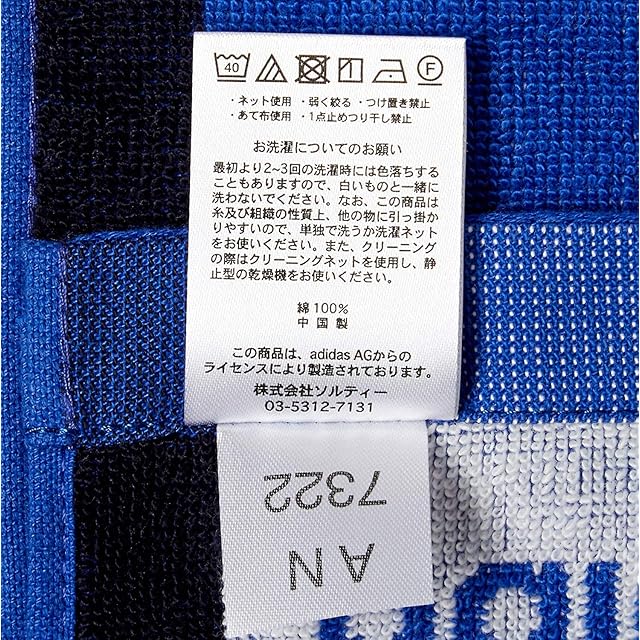 40 F
・ネット使用 ・弱く絞る ・つけ置き禁止
・あて布使用 ・1点止めつり干し禁止
お洗濯についてのお願い
最初より2~3回の洗濯時には色落ちする
こともありますので、白いものと一緒に
洗わないでください。なお、この商品は
糸及び組織の性質上、他の物に引っ掛か
りやすいので、単独で洗うか洗濯ネット
をお使いください。また、クリーニング
の際はクリーニングネットを使用し、静
止型の乾燥機をお使いください。
綿 100%
中 国 製
この商品は、adidas AGからの
ライセンスにより製造されております。
株式会社ソルティー
03-5312-7131
7322
AN